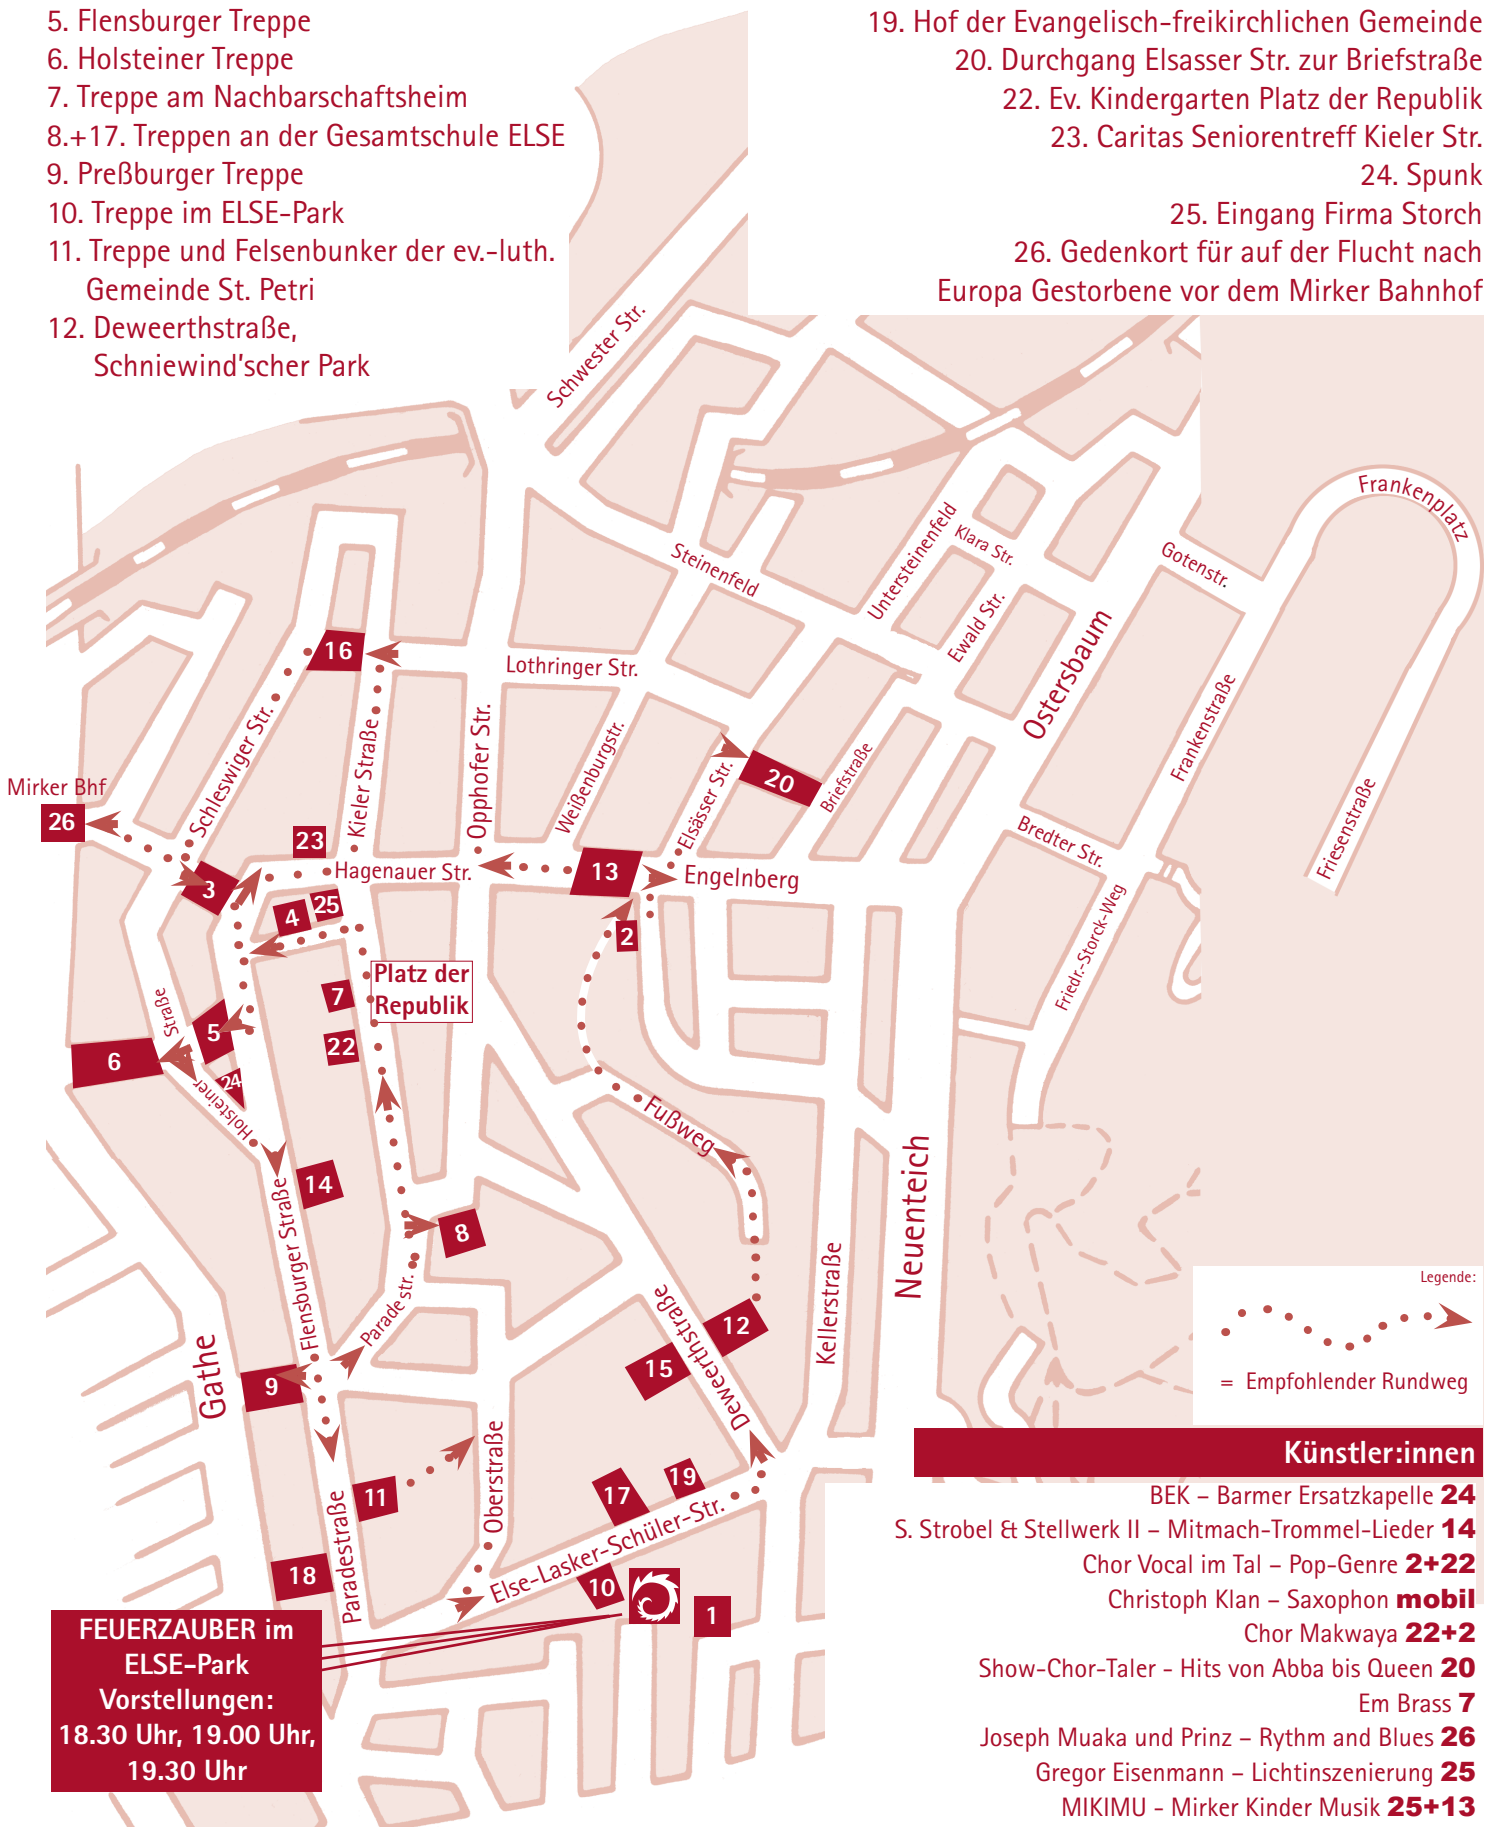 5. Flensburger Treppe
6. Holsteiner Treppe
7. Treppe am Nachbarschaftsheim
8.+17. Treppen an der Gesamtschule ELSE
9. Preßburger Treppe
10. Treppe im ELSE-Park
11. Treppe und Felsenbunker der ev.-luth.
Gemeinde St. Petri
12. Deweerthstraße,
Schniewind'scher Park
19. Hof der Evangelisch-freikirchlichen Gemeinde
20. Durchgang Elsasser Str. zur Briefstraße
22. Ev. Kindergarten Platz der Republik
23. Caritas Seniorentreff Kieler Str.
24. Spunk
25. Eingang Firma Storch
26. Gedenkort für auf der Flucht nach
Europa Gestorbene vor dem Mirker Bahnhof
Schwester Str.
Frankenplatz
Steinenfeld
Untersteinenfeld
Klara Str.
Gotenstr.
Ewald Str.
Ostersbaum
16
Lothringer Str.
Schleswiger Str.
Kieler Straße
Opphofer Str.
Weißenburgstr.
Elsässer Str.
20
Briefstraße
Frankenstraße
Friesenstraße
Mirker Bhf
26
23
Hagenauer Str.
13
Engelnberg
Bredter Str.
3
4
25
2
Friedr.-Storck-Weg
Platz der
Republik
7
Straße
5
22
6
24
Holsteiner
Fußweg
14
8
Neuenteich
Flensburger Straße
Parade str.
Deweerthstraße
12
Kellerstraße
15
Gathe
9
Legende:
= Empfohlender Rundweg
11
Oberstraße
17
19
Paradestraße
Else-Lasker-Schüler-Str.
18
10
1
FEUERZAUBER im
ELSE-Park
Vorstellungen:
18.30 Uhr, 19.00 Uhr,
19.30 Uhr
Künstler:innen
BEK – Barmer Ersatzkapelle 24
S. Strobel & Stellwerk II – Mitmach-Trommel-Lieder 14
Chor Vocal im Tal – Pop-Genre 2+22
Christoph Klan – Saxophon mobil
Chor Makwaya 22+2
Show-Chor-Taler - Hits von Abba bis Queen 20
Em Brass 7
Joseph Muaka und Prinz – Rythm and Blues 26
Gregor Eisenmann – Lichtinszenierung 25
MIKIMU - Mirker Kinder Musik 25+13